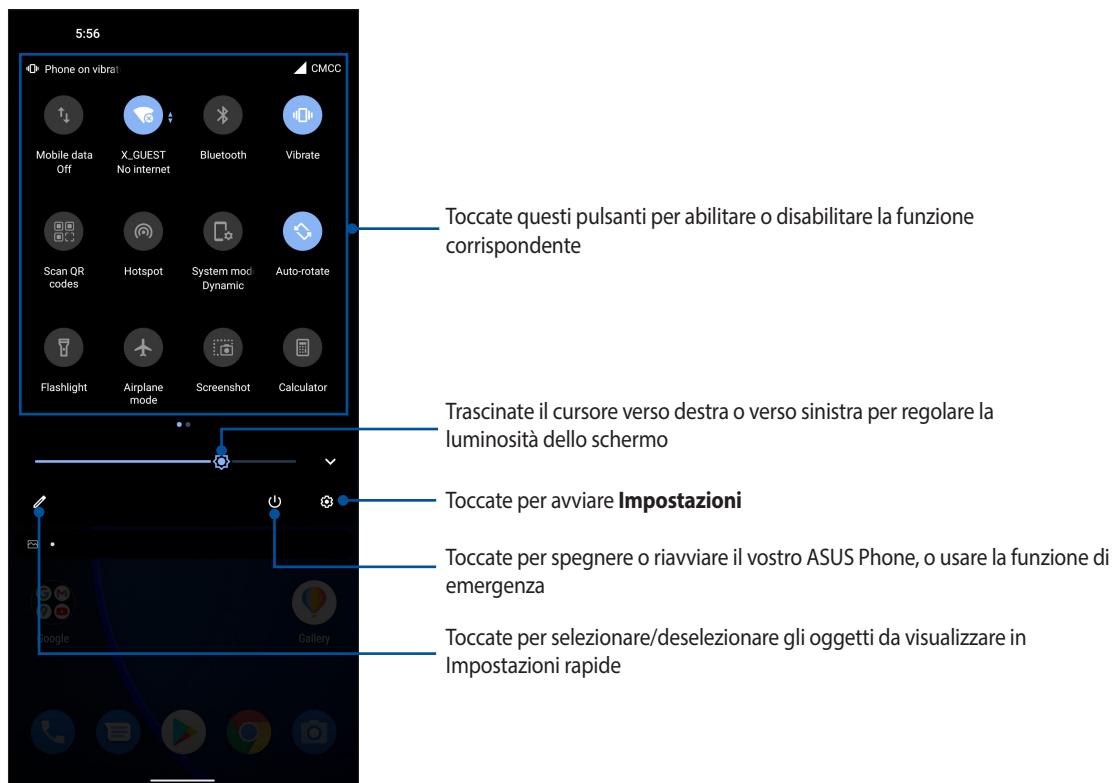 5:56
Phone on vibrat
CMCC
Mobile data
Off
X_GUEST
No internet
Bluetooth
Vibrate
Scan QR
codes
Hotspot
System mod
Dynamic
Auto-rotate
Flashlight
Airplane
mode
Screenshot
Calculator
Google
Gallery
Toccate questi pulsanti per abilitare o disabilitare la funzione
corrispondente
Trascinate il cursore verso destra o verso sinistra per regolare la
luminosità dello schermo
Toccate per avviare Impostazioni
Toccate per spegnere o riavviare il vostro ASUS Phone, o usare la funzione di
emergenza
Toccate per selezionare/deselezionare gli oggetti da visualizzare in
Impostazioni rapide